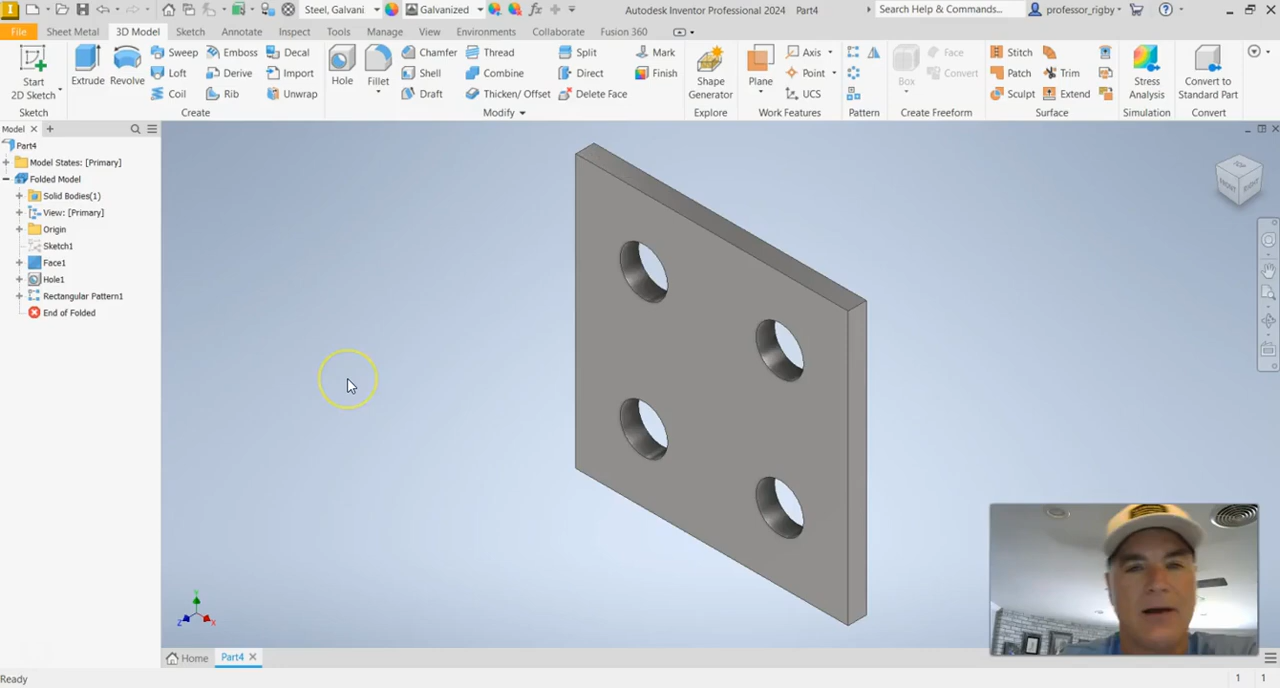 Steel, Galvani
Galvanized
Autodesk Inventor Professional 2024 Part4
Search Help & Commands...
professor_rigby
File
Sheet Metal
3D Model
Sketch
Annotate
Inspect
Tools
Manage
View
Environments
Collaborate
Fusion 360
Start
2D Sketch
Sketch
Extrude
Revolve
Sweep
Emboss
Decal
Loft
Derive
Import
Coil
Rib
Unwrap
Create
Hole
Fillet
Chamfer
Thread
Split
Mark
Shell
Combine
Direct
Finish
Draft
Thicken/ Offset
Delete Face
Modify
Shape
Generator
Explore
Plane
Axis
Point
UCS
Work Features
Pattern
Box
Face
Convert
Create Freeform
Stitch
Patch
Trim
Sculpt
Extend
Surface
Stress
Analysis
Simulation
Convert to
Standard Part
Convert
Model
Part4
Model States: [Primary]
Folded Model
Solid Bodies(1)
View: [Primary]
Origin
Sketch1
Face1
Hole1
Rectangular Pattern1
End of Folded
TOP
FRONT
RIGHT
Y
Z
X
Home
Part4
Ready
1 1